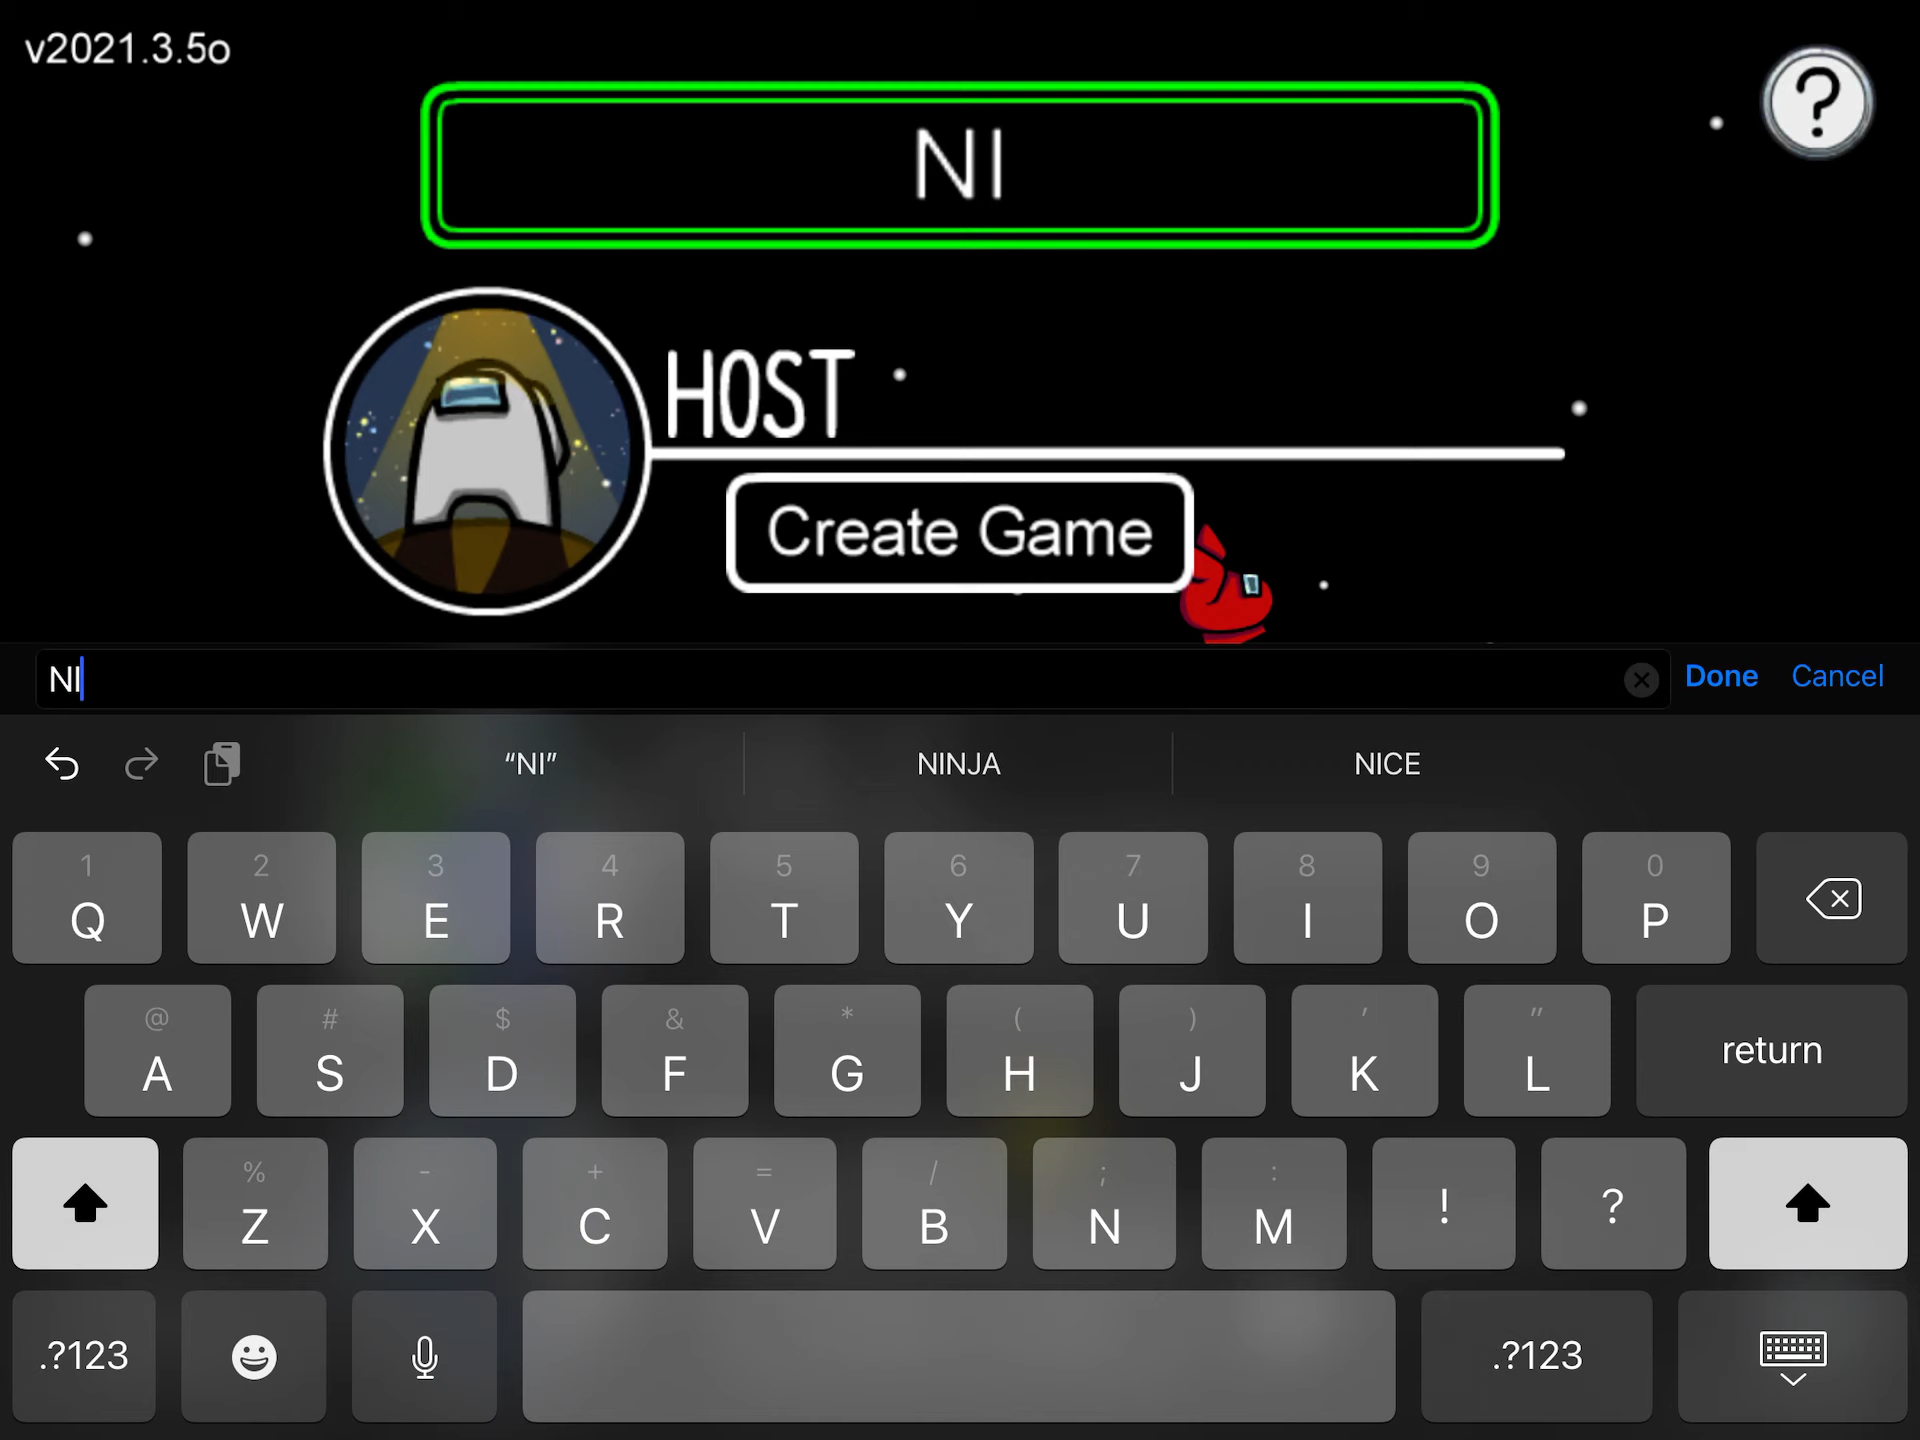 v2021.3.5o
?
NI
HOST
Create Game
NI
Done Cancel
“NI” NINJA NICE
1 2 3 4 5 6 7 8 9 0
Q W E R T Y U I O P
@ # $ & * ( ) ' "
A S D F G H J K L return
% - + = / ; :
Z X C V B N M ! ?
.?123 .?123